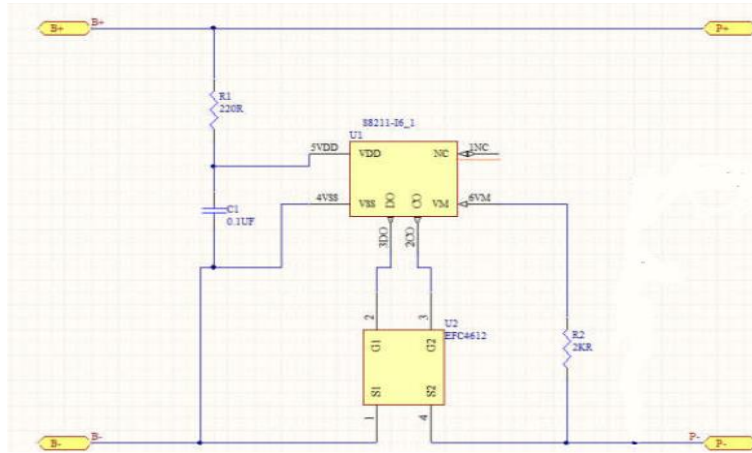 B+ B+ P+ P+
R1
220R
S8211-I6_1
U1
5VDD VDD NC 1NC
4VSS VSS DO CO VM 6VM
C1
0.1UF
3DO 2CO
2 3
U2
EFC4612
G1 G2
R2
2KR
S1 S2
1 4
B- B- P- P-